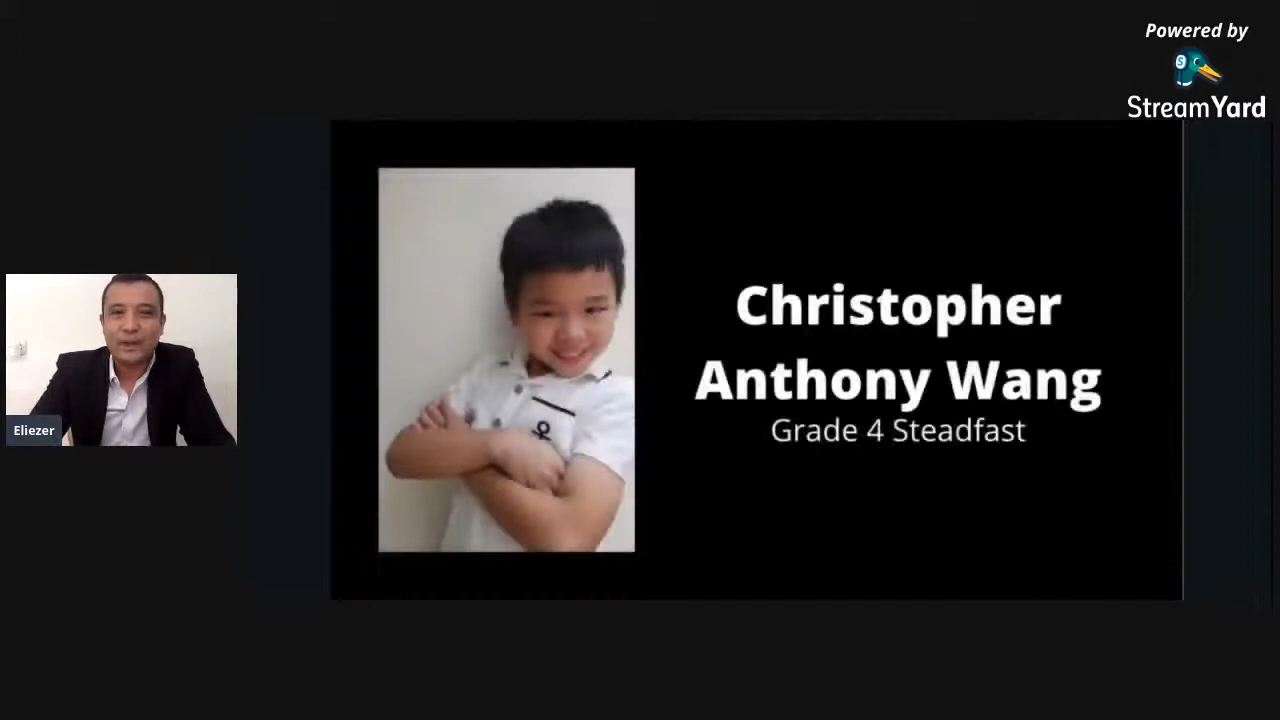 Powered by
StreamYard
Christopher
Anthony Wang
Grade 4 Steadfast
Eliezer